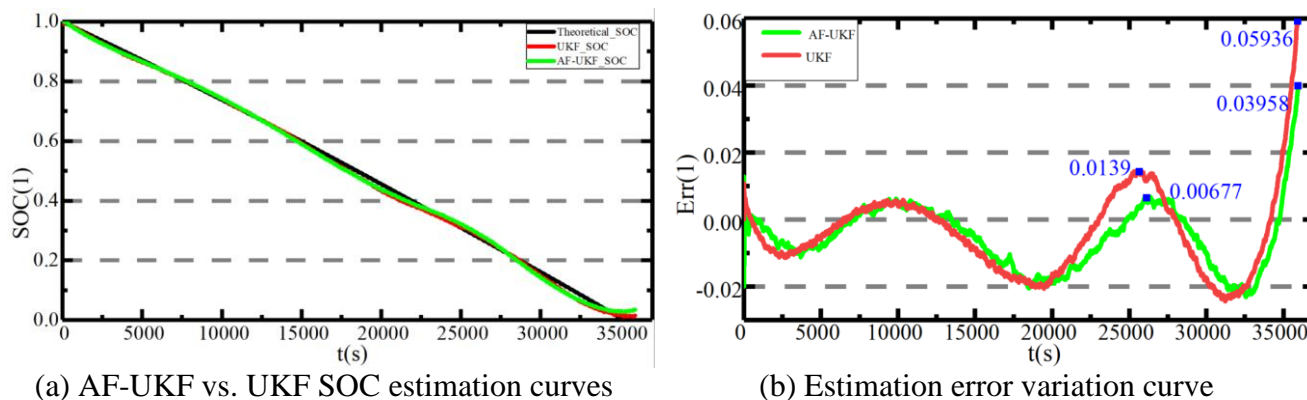 1.0
0.8
0.6
0.4
0.2
0.0
SOC(1)
Theoretical_SOC
UKF_SOC
AF-UKF_SOC
0 5000 10000 15000 20000 25000 30000 35000
t(s)
(a) AF-UKF vs. UKF SOC estimation curves
0.06
0.04
0.02
0.00
-0.02
Err(1)
AF-UKF
UKF
0.05936
0.03958
0.0139
0.00677
0 5000 10000 15000 20000 25000 30000 35000
t(s)
(b) Estimation error variation curve